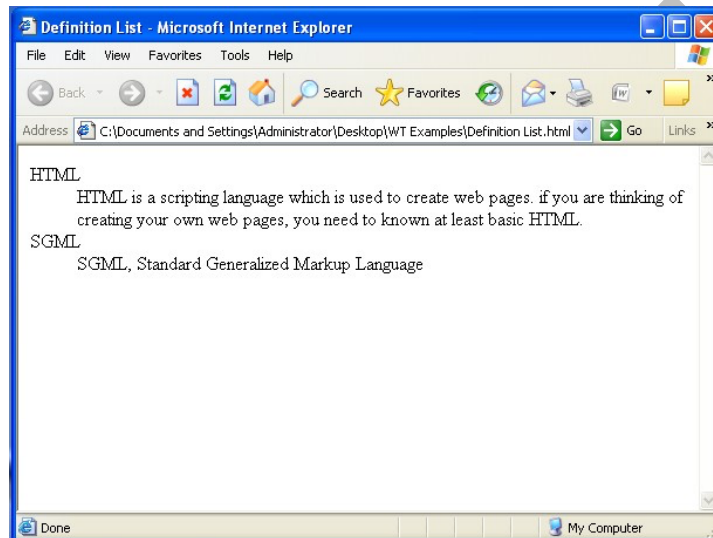 Definition List - Microsoft Internet Explorer
File Edit View Favorites Tools Help
Back Search Favorites »
Address C:\Documents and Settings\Administrator\Desktop\WT Examples\Definition List.html Go Links »
HTML
HTML is a scripting language which is used to create web pages. if you are thinking of
creating your own web pages, you need to known at least basic HTML.
SGML
SGML, Standard Generalized Markup Language
Done My Computer